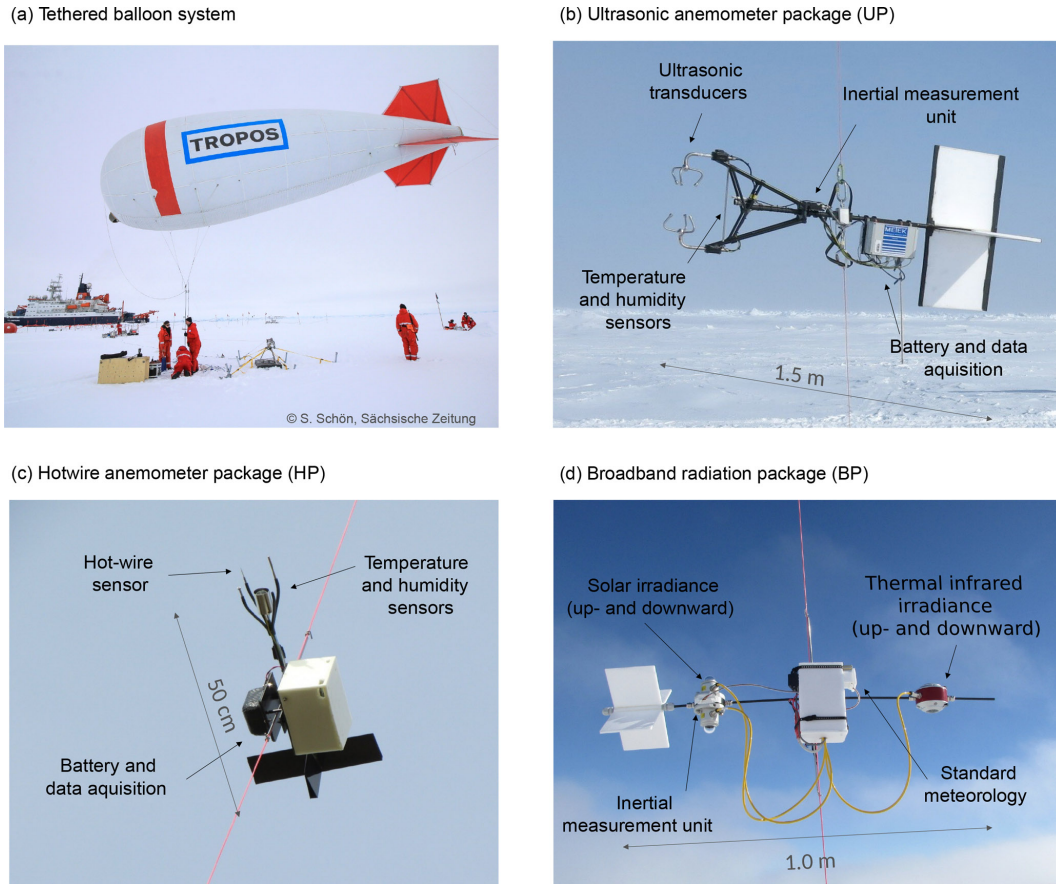 (a) Tethered balloon system
TROPOS
© S. Schön, Sächsische Zeitung
(b) Ultrasonic anemometer package (UP)
Ultrasonic
transducers
Inertial measurement
unit
METEK
Temperature
and humidity
sensors
Battery and data
aquisition
1.5 m
(c) Hotwire anemometer package (HP)
Hot-wire
sensor
Temperature
and humidity
sensors
50 cm
Battery and
data aquisition
(d) Broadband radiation package (BP)
Solar irradiance
(up- and downward)
Thermal infrared
irradiance
(up- and downward)
Inertial
measurement unit
Standard
meteorology
1.0 m